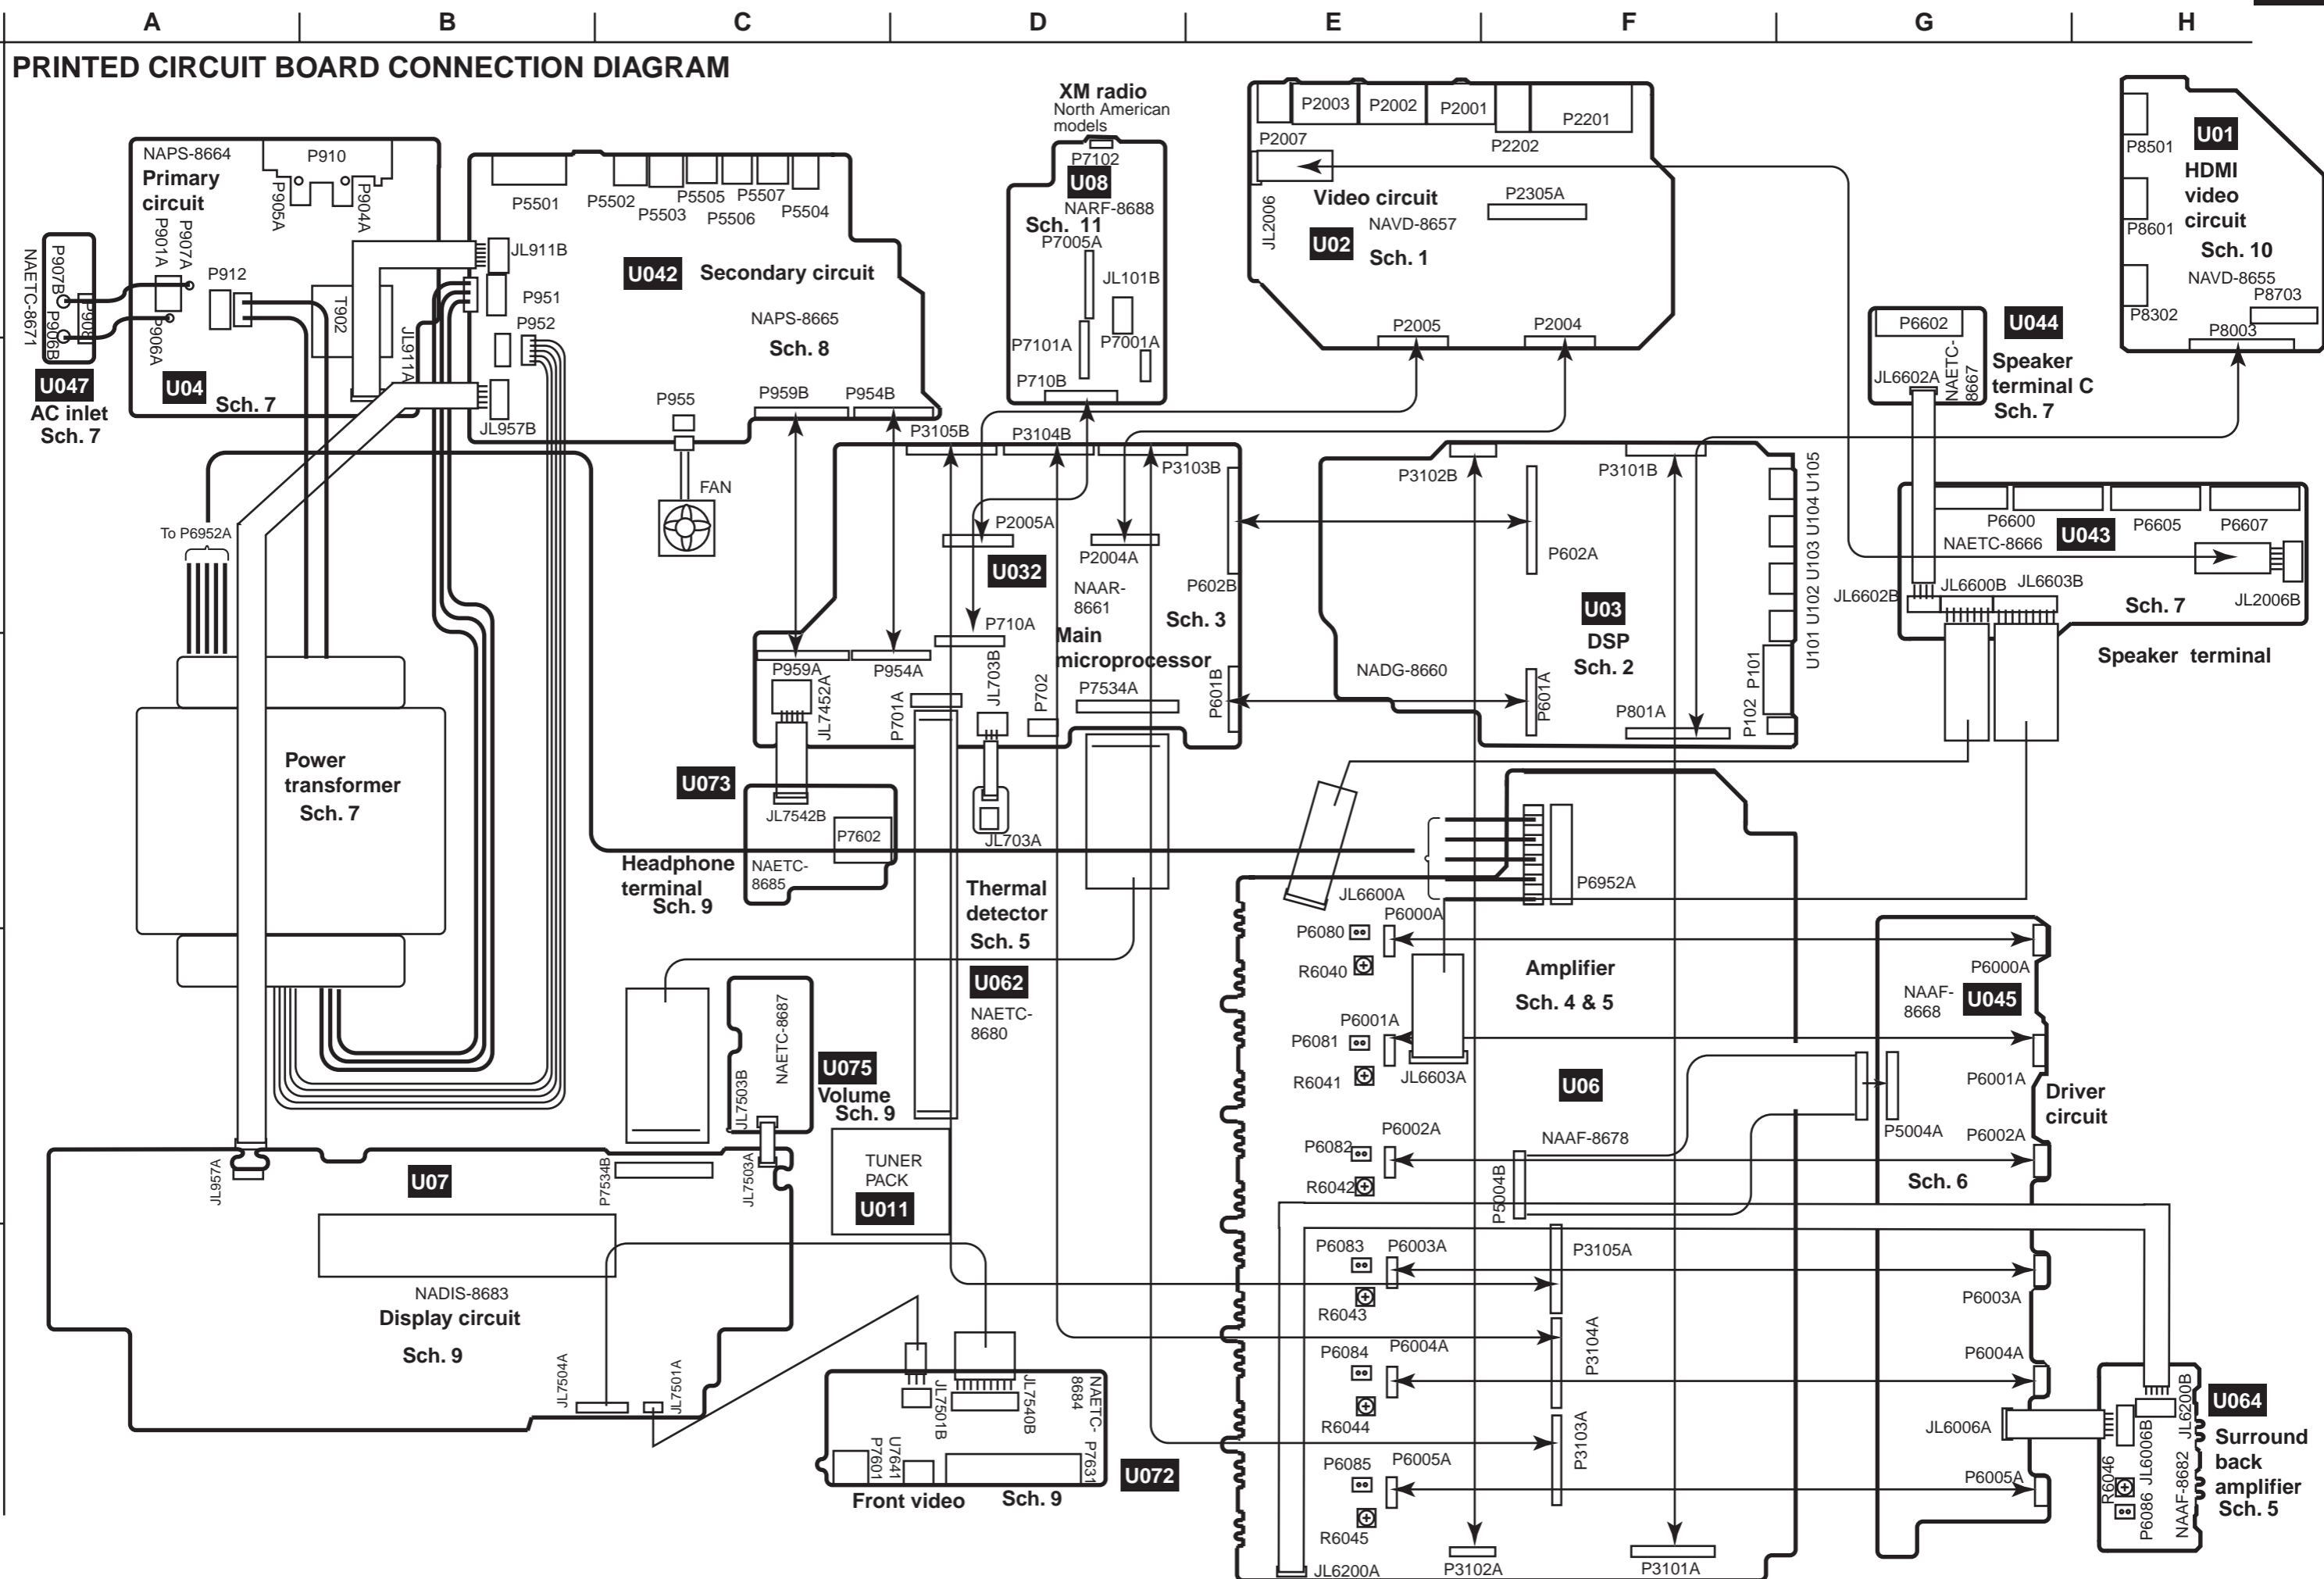 A B C D E F G H
PRINTED CIRCUIT BOARD CONNECTION DIAGRAM
NAPS-8664
Primary
circuit
P910
P905A
P904A
P901A
P907A
P912
P906A
T902
JL911A
U04
Sch. 7
P907B
P906B
NAETC-8671
U047
AC inlet
Sch. 7
P5501
P5502
P5503
P5505
P5506
P5507
P5504
JL911B
P951
P952
JL957B
U042
Secondary circuit
NAPS-8665
Sch. 8
P955
P959B
P954B
FAN
XM radio
North American
models
P7102
U08
NARF-8688
Sch. 11
P7005A
JL101B
P7101A
P7001A
P710B
P2003
P2002
P2001
P2201
P2007
P2202
JL2006
Video circuit
P2305A
NAVD-8657
U02
Sch. 1
P2005
P2004
P8501
U01
HDMI
video
circuit
P8601
Sch. 10
NAVD-8655
P8703
P8302
P8003
P6602
U044
Speaker
terminal C
Sch. 7
JL6602A
NAETC-
8667
P3105B
P3104B
P3103B
P2005A
P2004A
U032
NAAR-
8661
P602B
Sch. 3
P710A
Main
microprocessor
P959A
P954A
JL7452A
P701A
JL703B
P702
P7534A
P601B
P3102B
P3101B
P602A
U03
DSP
Sch. 2
NADG-8660
P601A
P801A
P102
P101
U101 U102 U103 U104 U105
P6600
P6605
P6607
U043
NAETC-8666
JL6602B
JL6600B
JL6603B
JL2006B
Sch. 7
Speaker terminal
To P6952A
Power
transformer
Sch. 7
U073
JL7542B
P7602
NAETC-
8685
Headphone
terminal
Sch. 9
JL703A
Thermal
detector
Sch. 5
U062
NAETC-
8680
NAETC-8687
JL7503B
U075
Volume
Sch. 9
JL6600A
P6952A
P6080
P6000A
R6040
Amplifier
Sch. 4 & 5
P6081
P6001A
R6041
JL6603A
U06
P6082
P6002A
R6042
NAAF-8678
P5004B
P6083
P6003A
R6043
P3105A
P6084
P6004A
R6044
P3104A
P6085
P6005A
R6045
P3103A
JL6200A
P3102A
P3101A
P6000A
NAAF-
8668
U045
P6001A
Driver
circuit
P5004A
P6002A
Sch. 6
P6003A
P6004A
P6005A
JL6006A
JL6200B
JL6006B
R6046
P6086
NAAF-8682
U064
Surround
back
amplifier
Sch. 5
JL957A
U07
P7534B
JL7503A
TUNER
PACK
U011
NADIS-8683
Display circuit
Sch. 9
JL7504A
JL7501A
JL7501B
JL7540B
NAETC-
8684
P7601
U7641
P7631
U072
Front video
Sch. 9